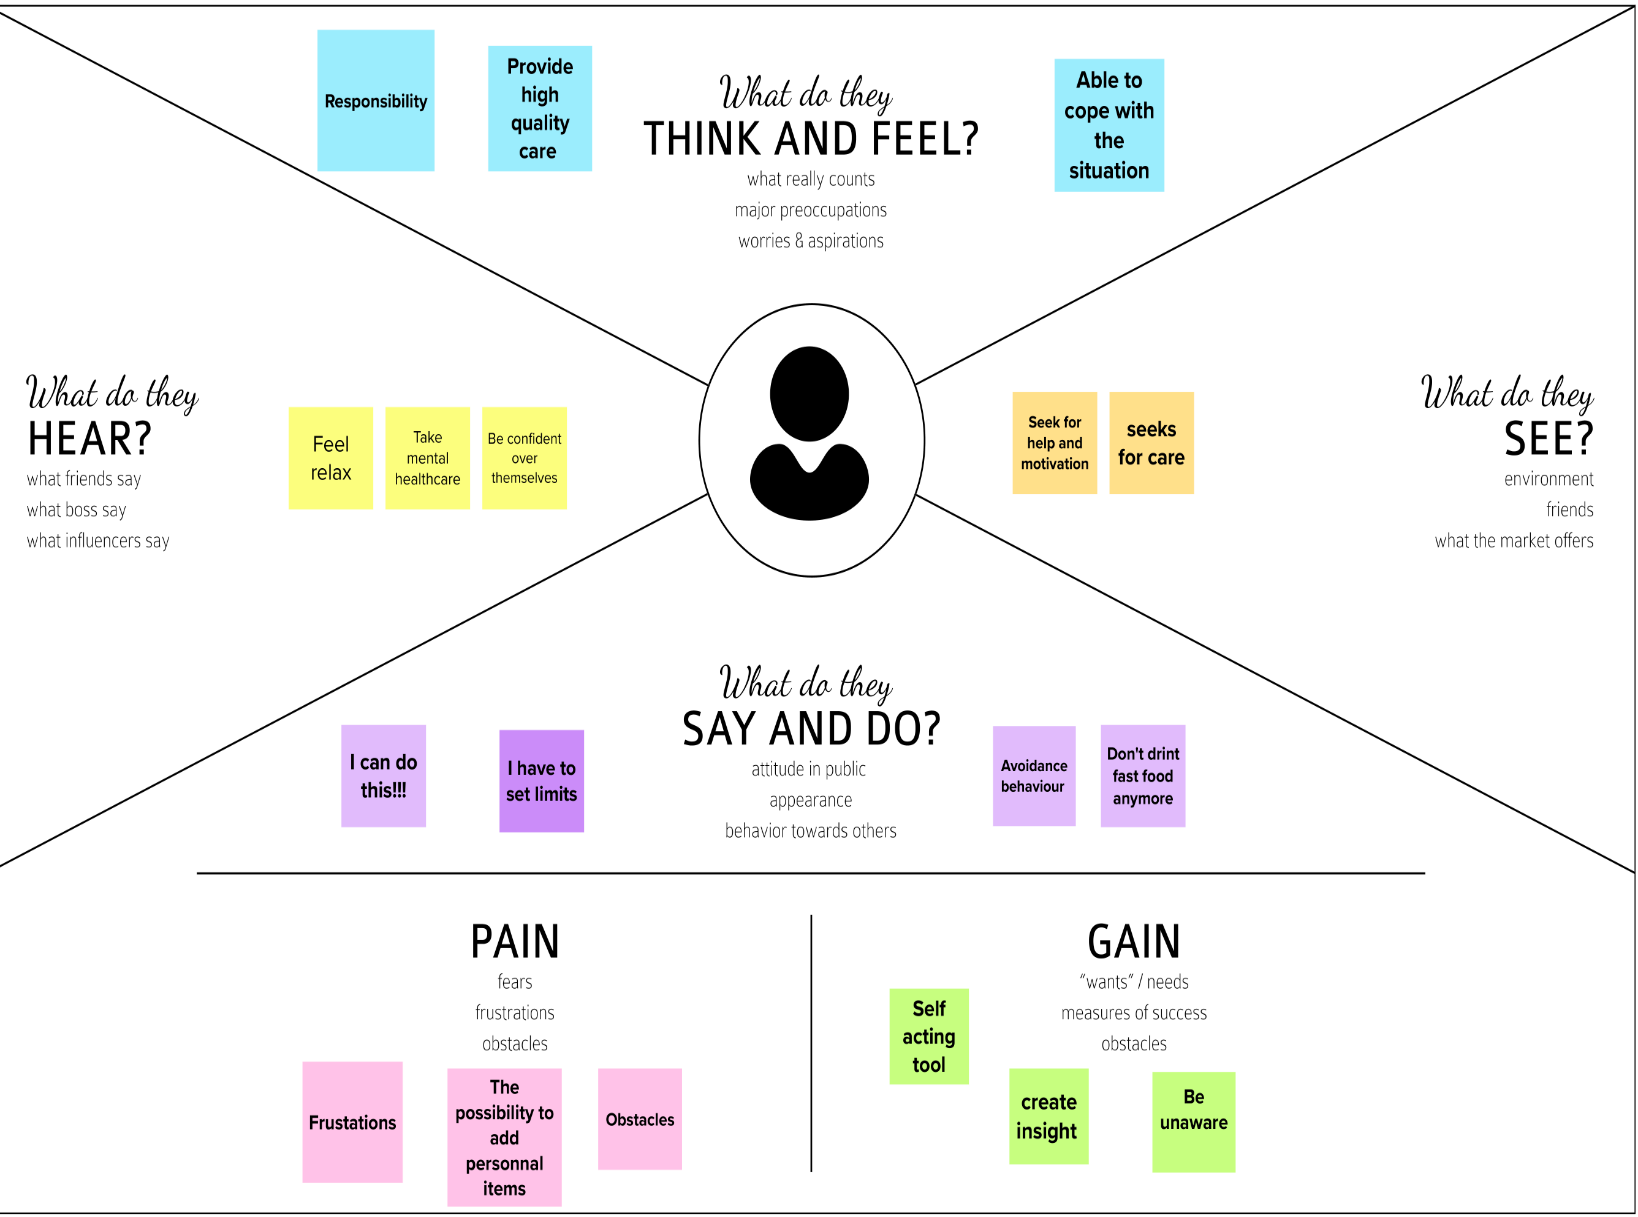 Responsibility
Provide
high
quality
care
What do they
THINK AND FEEL?
what really counts
major preoccupations
worries & aspirations
Able to
cope with
the
situation
What do they
HEAR?
what friends say
what boss say
what influencers say
Feel
relax
Take
mental
healthcare
Be confident
over
themselves
Seek for
help and
motivation
seeks
for care
What do they
SEE?
environment
friends
what the market offers
I can do
this!!!
I have to
set limits
What do they
SAY AND DO?
attitude in public
appearance
behavior towards others
Avoidance
behaviour
Don't drint
fast food
anymore
PAIN
fears
frustrations
obstacles
Frustations
The
possibility to
add
personnal
items
Obstacles
GAIN
"wants" / needs
measures of success
obstacles
Self
acting
tool
create
insight
Be
unaware